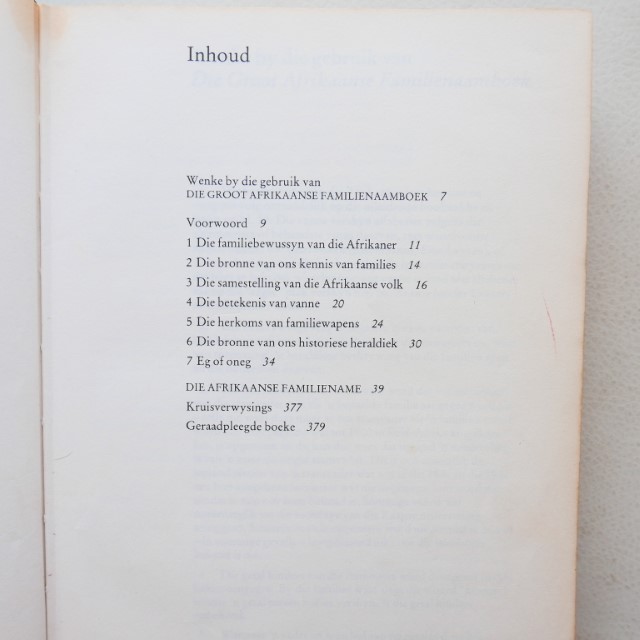 Inhoud
Wenke by die gebruik van
DIE GROOT AFRIKAANSE FAMILIENAAMBOEK 7
Voorwoord 9
1 Die familiebewussyn van die Afrikaner 11
2 Die bronne van ons kennis van families 14
3 Die samestelling van die Afrikaanse volk 16
4 Die betekenis van vanne 20
5 Die herkoms van familiewapens 24
6 Die bronne van ons historiese heraldiek 30
7 Eg of oneg 34
DIE AFRIKAANSE FAMILIENAME 39
Kruisverwysings 377
Geraadpleegde boeke 379